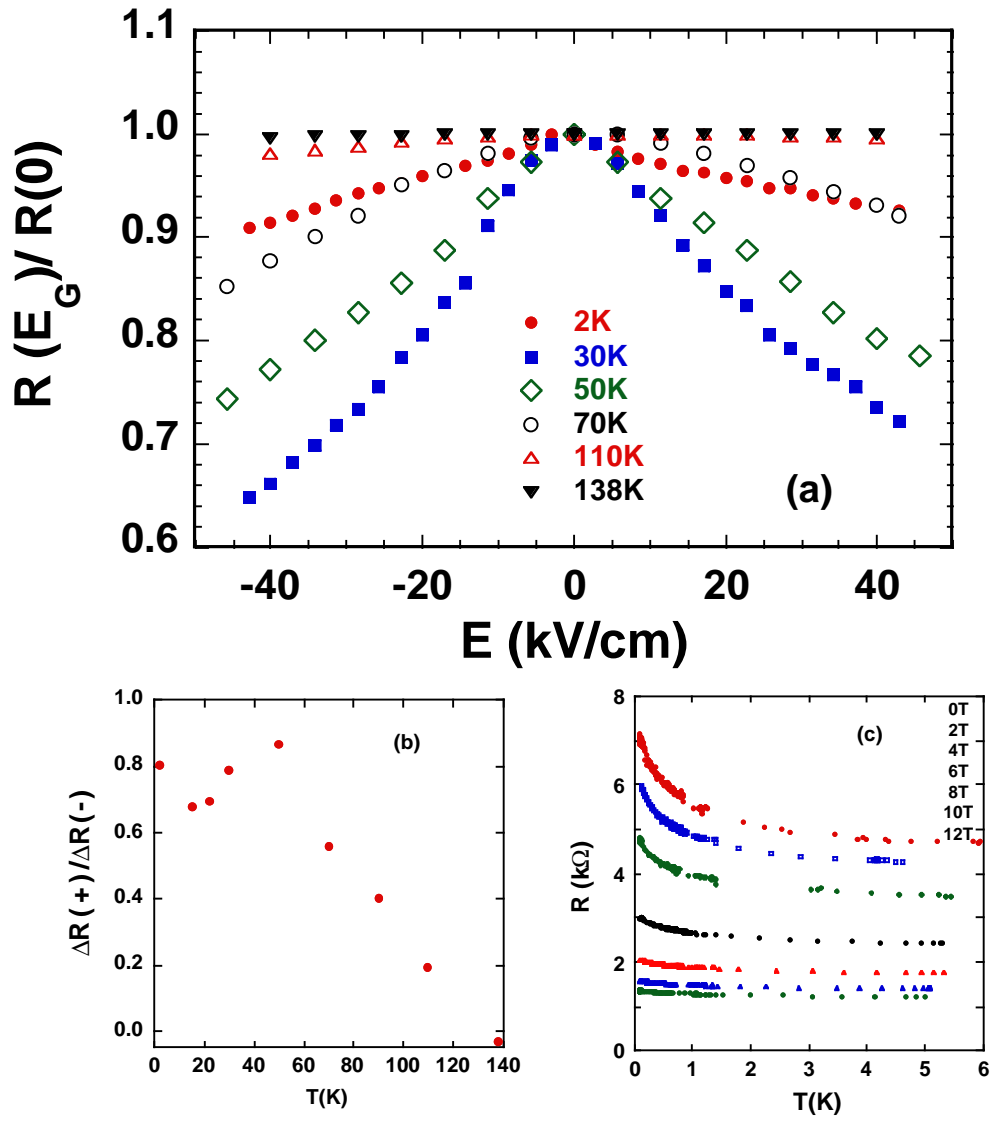 1.1
1.0
0.9
0.8
0.7
0.6
R (E_G)/ R(0)
2K
30K
50K
70K
110K
138K
(a)
-40 -20 0 20 40
E (kV/cm)
1.0
0.8
0.6
0.4
0.2
0.0
ΔR(+)/ΔR(-)
(b)
0 20 40 60 80 100 120 140
T(K)
8
6
4
2
0
R (kΩ)
(c)
0T
2T
4T
6T
8T
10T
12T
0 1 2 3 4 5 6
T(K)